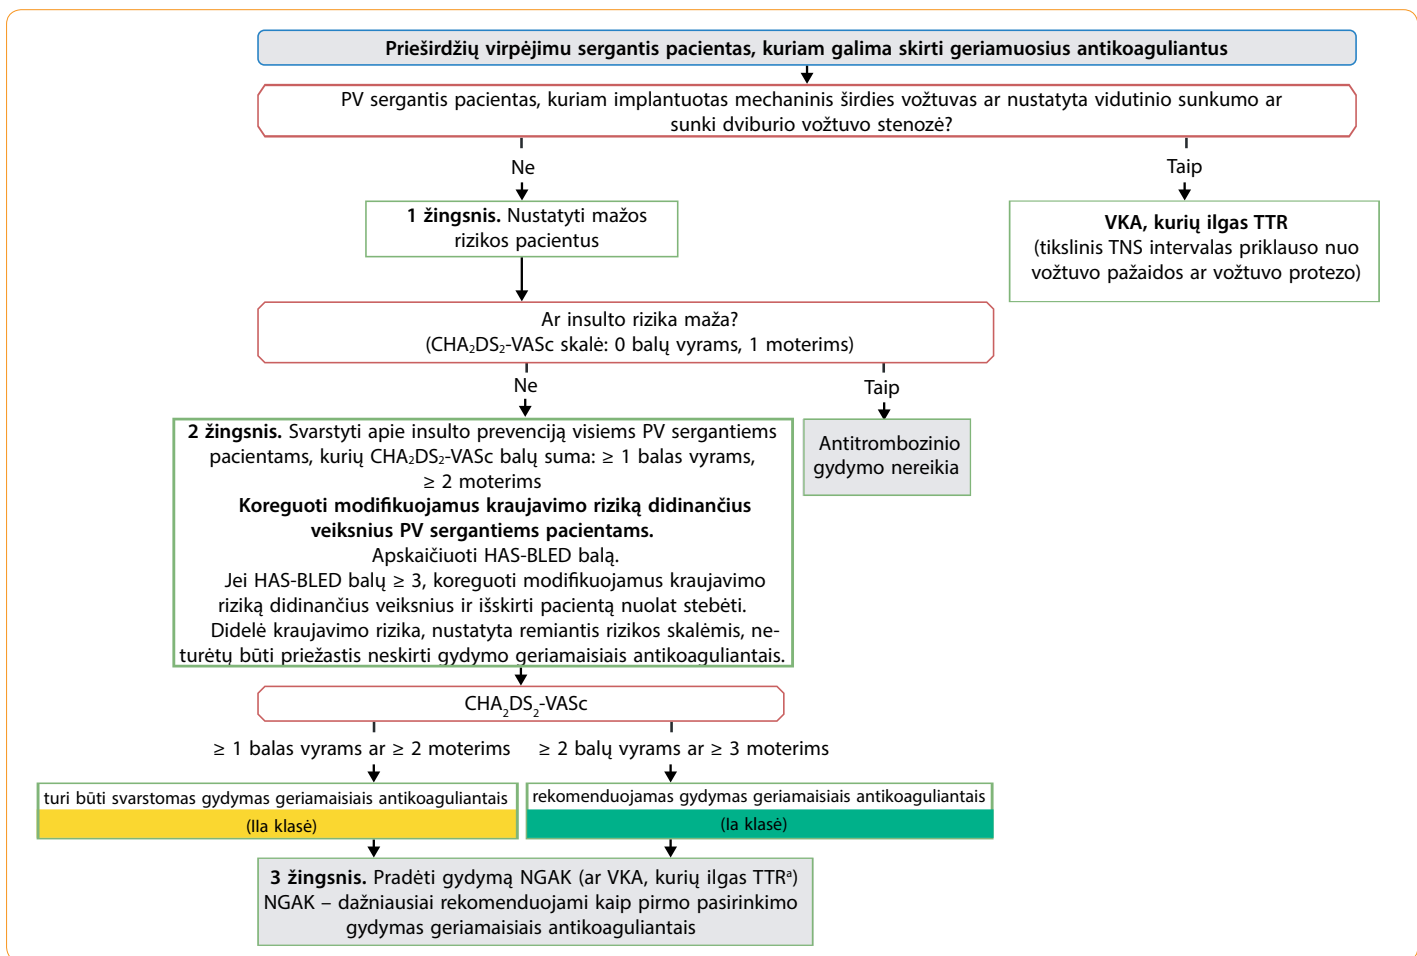 Prieširdžių virpėjimu sergantis pacientas, kuriam galima skirti geriamuosius antikoaguliantus
PV sergantis pacientas, kuriam implantuotas mechaninis širdies vožtuvas ar nustatyta vidutinio sunkumo ar
sunki dviburio vožtuvo stenozė?
Ne
Taip
1 žingsnis. Nustatyti mažos
rizikos pacientus
VKA, kurių ilgas TTR
(tikslinis TNS intervalas priklauso nuo
vožtuvo pažaidos ar vožtuvo protezo)
Ar insulto rizika maža?
(CHA₂DS₂-VASc skalė: 0 balų vyrams, 1 moterims)
Ne
Taip
2 žingsnis. Svarstyti apie insulto prevenciją visiems PV sergantiems
pacientams, kurių CHA₂DS₂-VASc balų suma: ≥ 1 balas vyrams,
≥ 2 moterims
Koreguoti modifikuojamus kraujavimo riziką didinančius
veiksnius PV sergantiems pacientams.
Apskaičiuoti HAS-BLED balą.
Jei HAS-BLED balų ≥ 3, koreguoti modifikuojamus kraujavimo
riziką didinančius veiksnius ir išskirti pacientą nuolat stebėti.
Didelė kraujavimo rizika, nustatyta remiantis rizikos skalėmis, ne-
turėtų būti priežastis neskirti gydymo geriamaisiais antikoaguliantais.
Antitrombozinio
gydymo nereikia
CHA₂DS₂-VASc
≥ 1 balas vyrams ar ≥ 2 moterims
≥ 2 balų vyrams ar ≥ 3 moterims
turi būti svarstomas gydymas geriamaisiais antikoaguliantais
(IIa klasė)
rekomenduojamas gydymas geriamaisiais antikoaguliantais
(Ia klasė)
3 žingsnis. Pradėti gydymą NGAK (ar VKA, kurių ilgas TTRᵃ)
NGAK – dažniausiai rekomenduojami kaip pirmo pasirinkimo
gydymas geriamaisiais antikoaguliantais